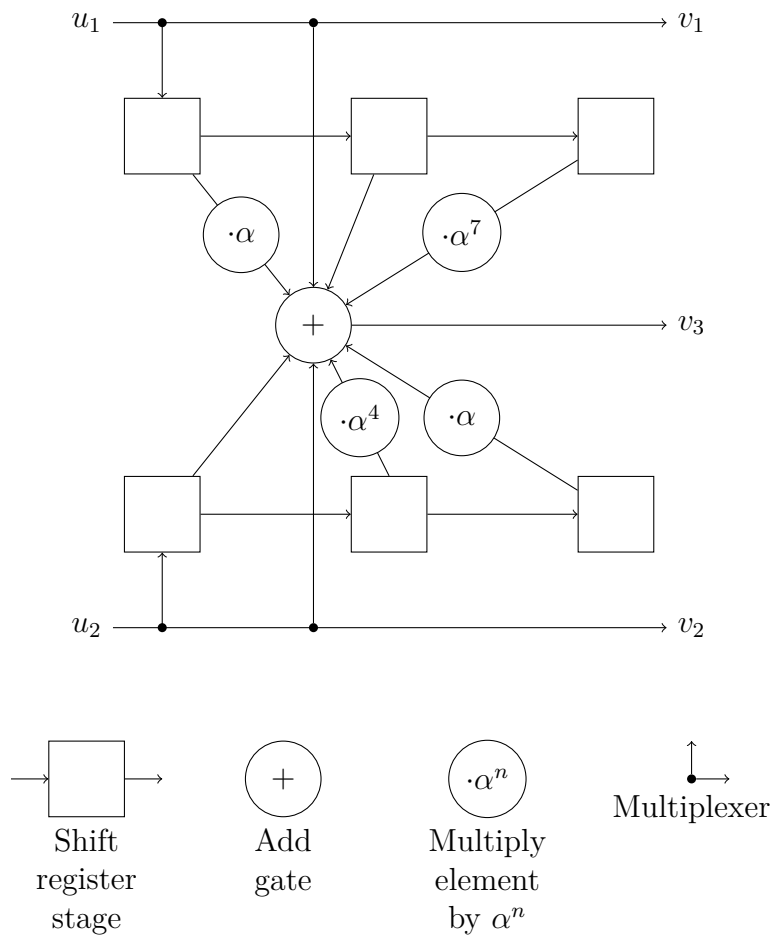 u₁ v₁
·α ·α⁷
+ v₃
·α⁴ ·α
u₂ v₂
+ ·αⁿ
Multiplexer
Shift Add Multiply
register gate element
stage by αⁿ